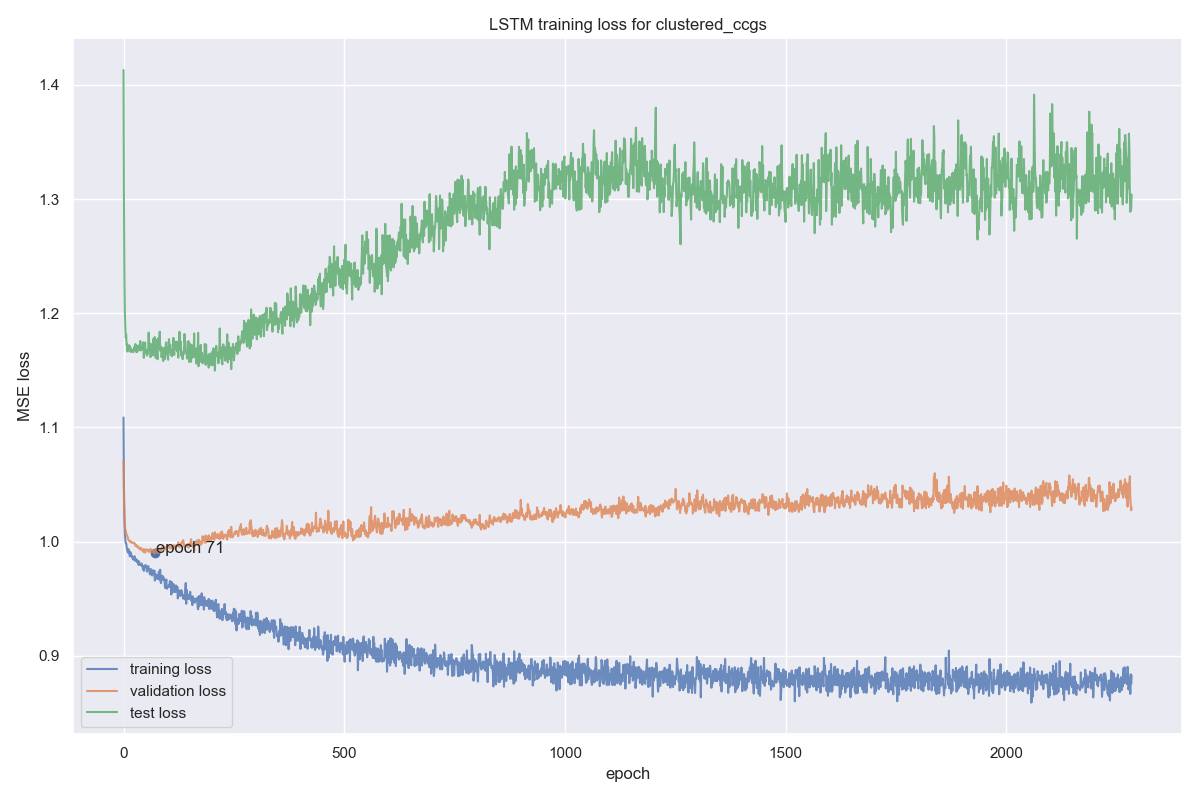 LSTM training loss for clustered_ccgs
1.4
1.3
1.2
1.1
1.0
0.9
MSE loss
epoch 71
training loss
validation loss
test loss
0
500
1000
1500
2000
epoch